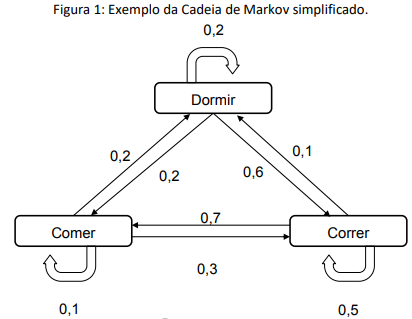 Figura 1: Exemplo da Cadeia de Markov simplificado.
0,2
Dormir
0,2
0,2
0,6
0,1
Comer
0,7
Correr
0,3
0,1
0,5